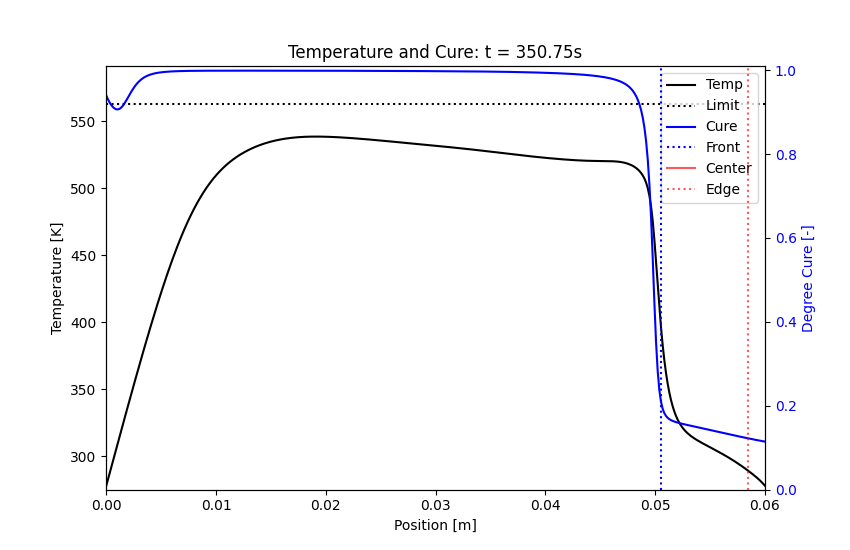 Temperature and Cure: t = 350.75s
Temperature [K]
550
500
450
400
350
300
1.0
0.8
0.6
0.4
0.2
0.0
Degree Cure [-]
Temp
Limit
Cure
Front
Center
Edge
0.00
0.01
0.02
0.03
0.04
0.05
0.06
Position [m]